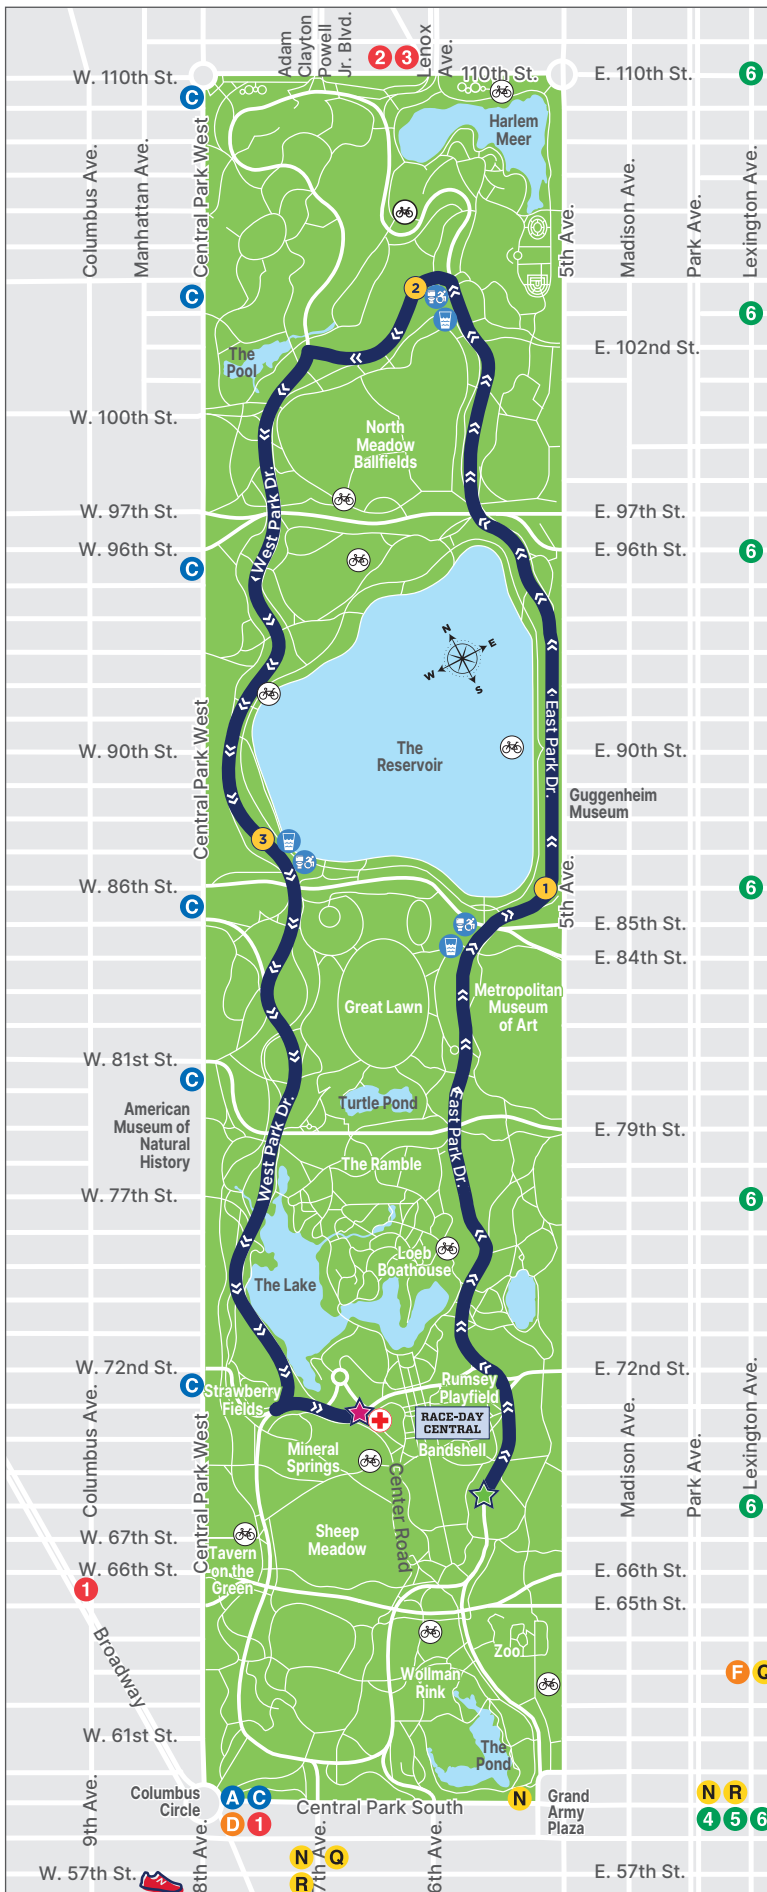 Adam
Clayton
Powell
Jr. Blvd.
2 3
Lenox
Ave.
W. 110th St.
110th St.
E. 110th St.
6
C
Harlem
Meer
Columbus Ave.
Manhattan Ave.
Central Park West
5th Ave.
Madison Ave.
Park Ave.
Lexington Ave.
C
2
6
The
Pool
E. 102nd St.
W. 100th St.
North
Meadow
Ballfields
West Park Dr.
W. 97th St.
E. 97th St.
W. 96th St.
E. 96th St.
6
C
N
E
W
S
Central Park West
East Park Dr.
W. 90th St.
The
Reservoir
E. 90th St.
Guggenheim
Museum
3
W. 86th St.
1
6
C
5th Ave.
E. 85th St.
E. 84th St.
Great Lawn
Metropolitan
Museum
of Art
W. 81st St.
C
American
Museum of
Natural
History
Turtle Pond
West Park Dr.
East Park Dr.
E. 79th St.
The Ramble
W. 77th St.
6
Loeb
Boathouse
The Lake
W. 72nd St.
E. 72nd St.
C
Strawberry
Fields
Rumsey
Playfield
RACE-DAY
CENTRAL
Bandshell
Mineral
Springs
Columbus Ave.
Central Park West
Center Road
Madison Ave.
Park Ave.
Lexington Ave.
6
W. 67th St.
Sheep
Meadow
Tavern
on the
Green
W. 66th St.
E. 66th St.
1
E. 65th St.
Broadway
Zoo
Wollman
Rink
F Q
W. 61st St.
The
Pond
Columbus
Circle
A C
D 1
Central Park South
N
Grand
Army
Plaza
N R
4 5 6
9th Ave.
8th Ave.
7th Ave.
6th Ave.
N Q
R
W. 57th St.
E. 57th St.
N